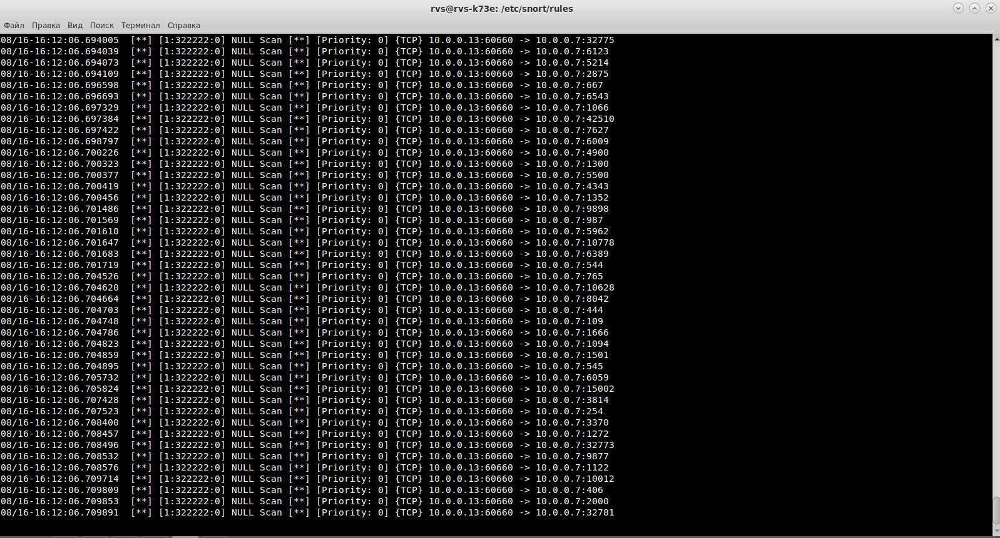 rvs@rvs-k73e: /etc/snort/rules
Файл Правка Вид Поиск Терминал Справка
08/16-16:12:06.694005  [**] [1:322222:0] NULL Scan [**] [Priority: 0] {TCP} 10.0.0.13:60660 -> 10.0.0.7:32775
08/16-16:12:06.694039  [**] [1:322222:0] NULL Scan [**] [Priority: 0] {TCP} 10.0.0.13:60660 -> 10.0.0.7:6123
08/16-16:12:06.694073  [**] [1:322222:0] NULL Scan [**] [Priority: 0] {TCP} 10.0.0.13:60660 -> 10.0.0.7:5214
08/16-16:12:06.694109  [**] [1:322222:0] NULL Scan [**] [Priority: 0] {TCP} 10.0.0.13:60660 -> 10.0.0.7:2875
08/16-16:12:06.696598  [**] [1:322222:0] NULL Scan [**] [Priority: 0] {TCP} 10.0.0.13:60660 -> 10.0.0.7:667
08/16-16:12:06.696693  [**] [1:322222:0] NULL Scan [**] [Priority: 0] {TCP} 10.0.0.13:60660 -> 10.0.0.7:6543
08/16-16:12:06.697329  [**] [1:322222:0] NULL Scan [**] [Priority: 0] {TCP} 10.0.0.13:60660 -> 10.0.0.7:1066
08/16-16:12:06.697384  [**] [1:322222:0] NULL Scan [**] [Priority: 0] {TCP} 10.0.0.13:60660 -> 10.0.0.7:42510
08/16-16:12:06.697422  [**] [1:322222:0] NULL Scan [**] [Priority: 0] {TCP} 10.0.0.13:60660 -> 10.0.0.7:7627
08/16-16:12:06.698797  [**] [1:322222:0] NULL Scan [**] [Priority: 0] {TCP} 10.0.0.13:60660 -> 10.0.0.7:6009
08/16-16:12:06.700226  [**] [1:322222:0] NULL Scan [**] [Priority: 0] {TCP} 10.0.0.13:60660 -> 10.0.0.7:4900
08/16-16:12:06.700323  [**] [1:322222:0] NULL Scan [**] [Priority: 0] {TCP} 10.0.0.13:60660 -> 10.0.0.7:1300
08/16-16:12:06.700377  [**] [1:322222:0] NULL Scan [**] [Priority: 0] {TCP} 10.0.0.13:60660 -> 10.0.0.7:5500
08/16-16:12:06.700419  [**] [1:322222:0] NULL Scan [**] [Priority: 0] {TCP} 10.0.0.13:60660 -> 10.0.0.7:4343
08/16-16:12:06.700456  [**] [1:322222:0] NULL Scan [**] [Priority: 0] {TCP} 10.0.0.13:60660 -> 10.0.0.7:1352
08/16-16:12:06.701486  [**] [1:322222:0] NULL Scan [**] [Priority: 0] {TCP} 10.0.0.13:60660 -> 10.0.0.7:9898
08/16-16:12:06.701569  [**] [1:322222:0] NULL Scan [**] [Priority: 0] {TCP} 10.0.0.13:60660 -> 10.0.0.7:987
08/16-16:12:06.701610  [**] [1:322222:0] NULL Scan [**] [Priority: 0] {TCP} 10.0.0.13:60660 -> 10.0.0.7:5962
08/16-16:12:06.701647  [**] [1:322222:0] NULL Scan [**] [Priority: 0] {TCP} 10.0.0.13:60660 -> 10.0.0.7:10778
08/16-16:12:06.701683  [**] [1:322222:0] NULL Scan [**] [Priority: 0] {TCP} 10.0.0.13:60660 -> 10.0.0.7:6389
08/16-16:12:06.701719  [**] [1:322222:0] NULL Scan [**] [Priority: 0] {TCP} 10.0.0.13:60660 -> 10.0.0.7:544
08/16-16:12:06.704526  [**] [1:322222:0] NULL Scan [**] [Priority: 0] {TCP} 10.0.0.13:60660 -> 10.0.0.7:765
08/16-16:12:06.704620  [**] [1:322222:0] NULL Scan [**] [Priority: 0] {TCP} 10.0.0.13:60660 -> 10.0.0.7:10628
08/16-16:12:06.704664  [**] [1:322222:0] NULL Scan [**] [Priority: 0] {TCP} 10.0.0.13:60660 -> 10.0.0.7:8042
08/16-16:12:06.704703  [**] [1:322222:0] NULL Scan [**] [Priority: 0] {TCP} 10.0.0.13:60660 -> 10.0.0.7:444
08/16-16:12:06.704748  [**] [1:322222:0] NULL Scan [**] [Priority: 0] {TCP} 10.0.0.13:60660 -> 10.0.0.7:109
08/16-16:12:06.704786  [**] [1:322222:0] NULL Scan [**] [Priority: 0] {TCP} 10.0.0.13:60660 -> 10.0.0.7:1666
08/16-16:12:06.704823  [**] [1:322222:0] NULL Scan [**] [Priority: 0] {TCP} 10.0.0.13:60660 -> 10.0.0.7:1094
08/16-16:12:06.704859  [**] [1:322222:0] NULL Scan [**] [Priority: 0] {TCP} 10.0.0.13:60660 -> 10.0.0.7:1501
08/16-16:12:06.704895  [**] [1:322222:0] NULL Scan [**] [Priority: 0] {TCP} 10.0.0.13:60660 -> 10.0.0.7:545
08/16-16:12:06.705732  [**] [1:322222:0] NULL Scan [**] [Priority: 0] {TCP} 10.0.0.13:60660 -> 10.0.0.7:6059
08/16-16:12:06.705824  [**] [1:322222:0] NULL Scan [**] [Priority: 0] {TCP} 10.0.0.13:60660 -> 10.0.0.7:15002
08/16-16:12:06.707428  [**] [1:322222:0] NULL Scan [**] [Priority: 0] {TCP} 10.0.0.13:60660 -> 10.0.0.7:3814
08/16-16:12:06.707523  [**] [1:322222:0] NULL Scan [**] [Priority: 0] {TCP} 10.0.0.13:60660 -> 10.0.0.7:254
08/16-16:12:06.708400  [**] [1:322222:0] NULL Scan [**] [Priority: 0] {TCP} 10.0.0.13:60660 -> 10.0.0.7:3370
08/16-16:12:06.708457  [**] [1:322222:0] NULL Scan [**] [Priority: 0] {TCP} 10.0.0.13:60660 -> 10.0.0.7:1272
08/16-16:12:06.708496  [**] [1:322222:0] NULL Scan [**] [Priority: 0] {TCP} 10.0.0.13:60660 -> 10.0.0.7:32773
08/16-16:12:06.708532  [**] [1:322222:0] NULL Scan [**] [Priority: 0] {TCP} 10.0.0.13:60660 -> 10.0.0.7:9877
08/16-16:12:06.708576  [**] [1:322222:0] NULL Scan [**] [Priority: 0] {TCP} 10.0.0.13:60660 -> 10.0.0.7:1122
08/16-16:12:06.709714  [**] [1:322222:0] NULL Scan [**] [Priority: 0] {TCP} 10.0.0.13:60660 -> 10.0.0.7:10012
08/16-16:12:06.709809  [**] [1:322222:0] NULL Scan [**] [Priority: 0] {TCP} 10.0.0.13:60660 -> 10.0.0.7:406
08/16-16:12:06.709853  [**] [1:322222:0] NULL Scan [**] [Priority: 0] {TCP} 10.0.0.13:60660 -> 10.0.0.7:2000
08/16-16:12:06.709891  [**] [1:322222:0] NULL Scan [**] [Priority: 0] {TCP} 10.0.0.13:60660 -> 10.0.0.7:32781